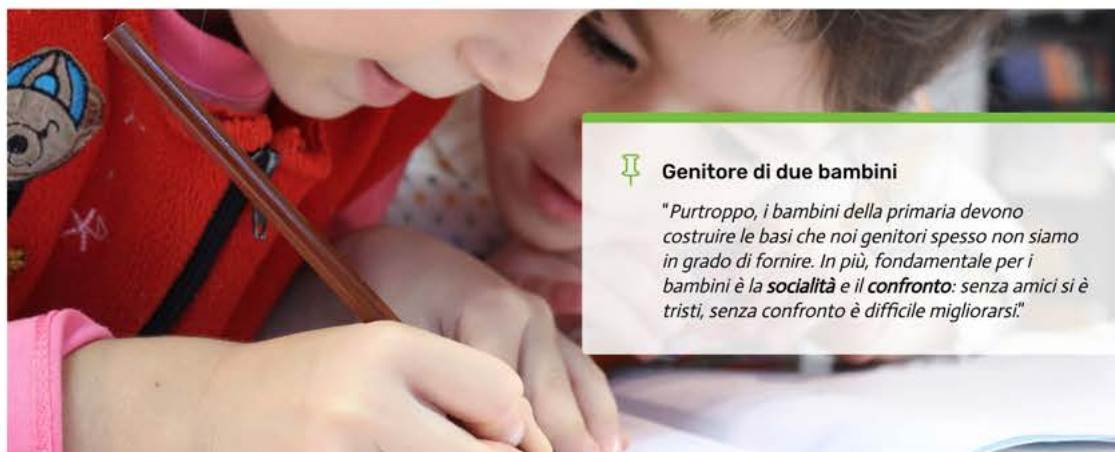 Genitore di due bambini
"Purtroppo, i bambini della primaria devono
costruire le basi che noi genitori spesso non siamo
in grado di fornire. In più, fondamentale per i
bambini è la socialità e il confronto: senza amici si è
tristi, senza confronto è difficile migliorarsi."